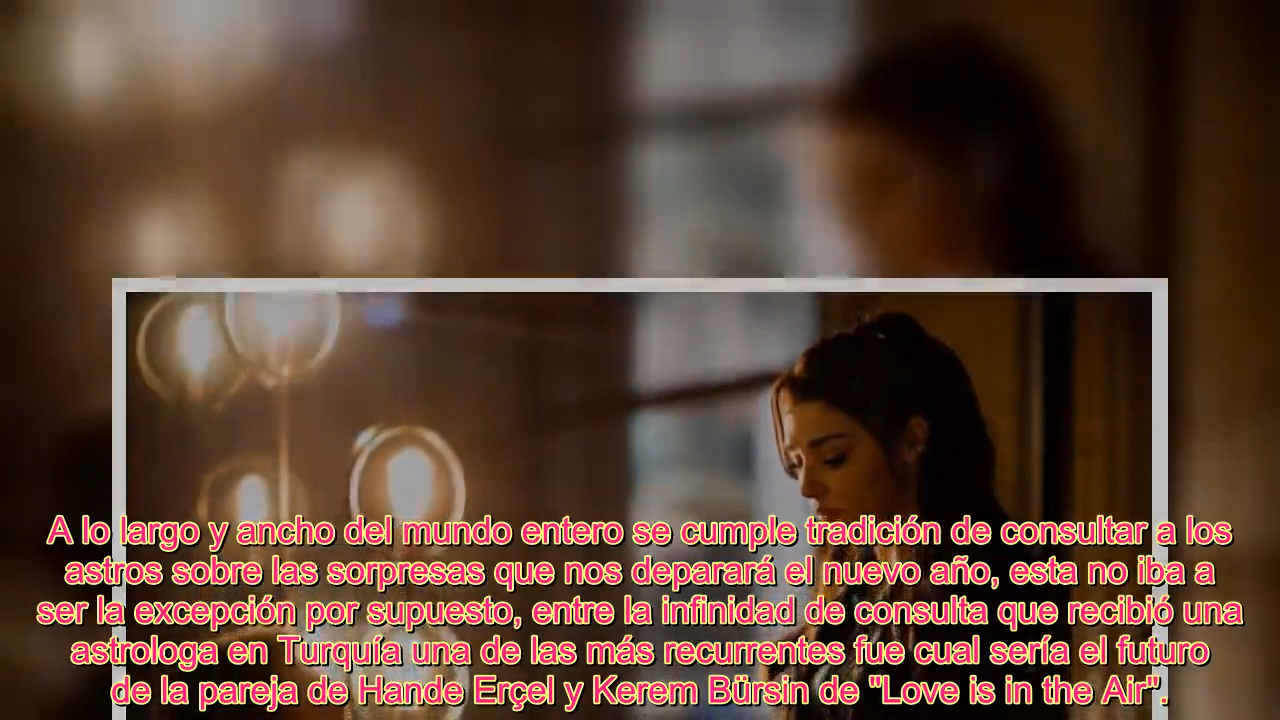 A lo largo y ancho del mundo entero se cumple tradición de consultar a los
astros sobre las sorpresas que nos deparará el nuevo año, esta no iba a
ser la excepción por supuesto, entre la infinidad de consulta que recibió una
astrologa en Turquía una de las más recurrentes fue cual sería el futuro
de la pareja de Hande Erçel y Kerem Bürsin de "Love is in the Air".